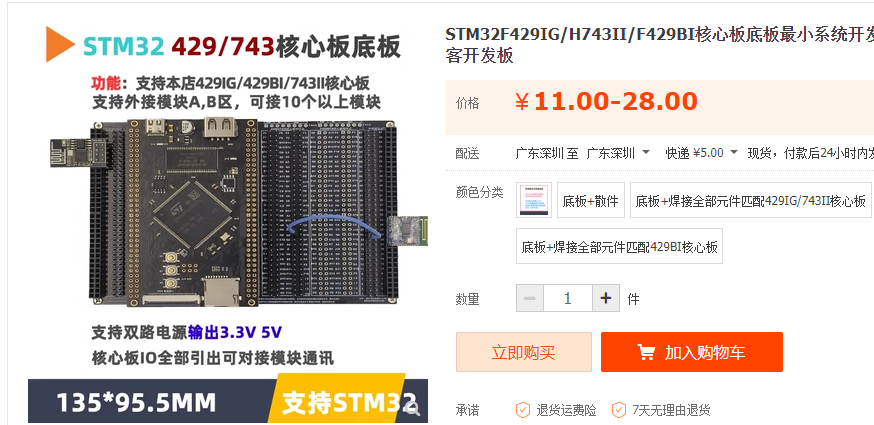 STM32 429/743核心板底板
功能：支持本店429IG/429BI/743II核心板
支持外接模块A,B区，可接10个以上模块
支持双路电源输出3.3V 5V
核心板IO全部引出可对接模块通讯
135*95.5MM
支持STM32
STM32F429IG/H743II/F429BI核心板底板最小系统开发
客开发板
价格
¥11.00-28.00
配送
广东深圳 至 广东深圳 快递 ¥5.00 现货，付款后24小时内发
颜色分类
底板+散件
底板+焊接全部元件匹配429IG/743II核心板
底板+焊接全部元件匹配429BI核心板
数量
− 1 + 件
立即购买
加入购物车
承诺
退货运费险
7天无理由退货